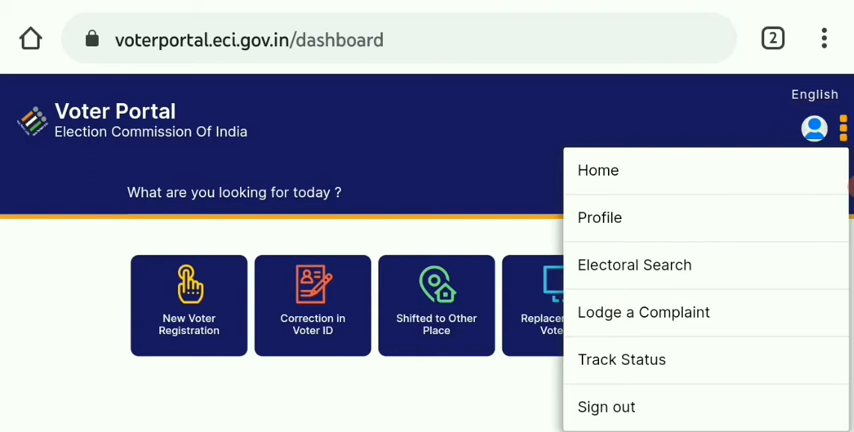 voterportal.eci.gov.in/dashboard
2
English
Voter Portal
Election Commission Of India
What are you looking for today ?
Home
Profile
Electoral Search
Lodge a Complaint
Track Status
Sign out
New Voter
Registration
Correction in
Voter ID
Shifted to Other
Place